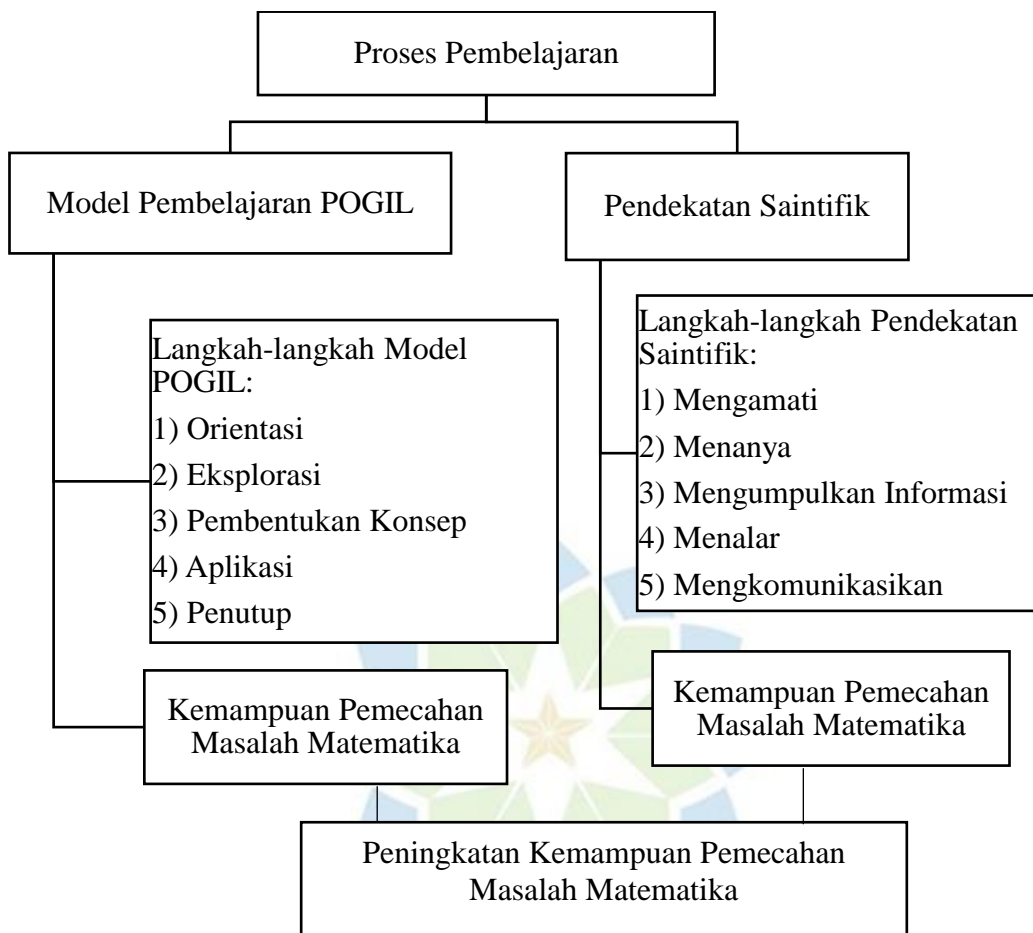 Proses Pembelajaran
Model Pembelajaran POGIL
Pendekatan Saintifik
Langkah-langkah Model
POGIL:
1) Orientasi
2) Eksplorasi
3) Pembentukan Konsep
4) Aplikasi
5) Penutup
Langkah-langkah Pendekatan
Saintifik:
1) Mengamati
2) Menanya
3) Mengumpulkan Informasi
4) Menalar
5) Mengkomunikasikan
Kemampuan Pemecahan
Masalah Matematika
Kemampuan Pemecahan
Masalah Matematika
Peningkatan Kemampuan Pemecahan
Masalah Matematika